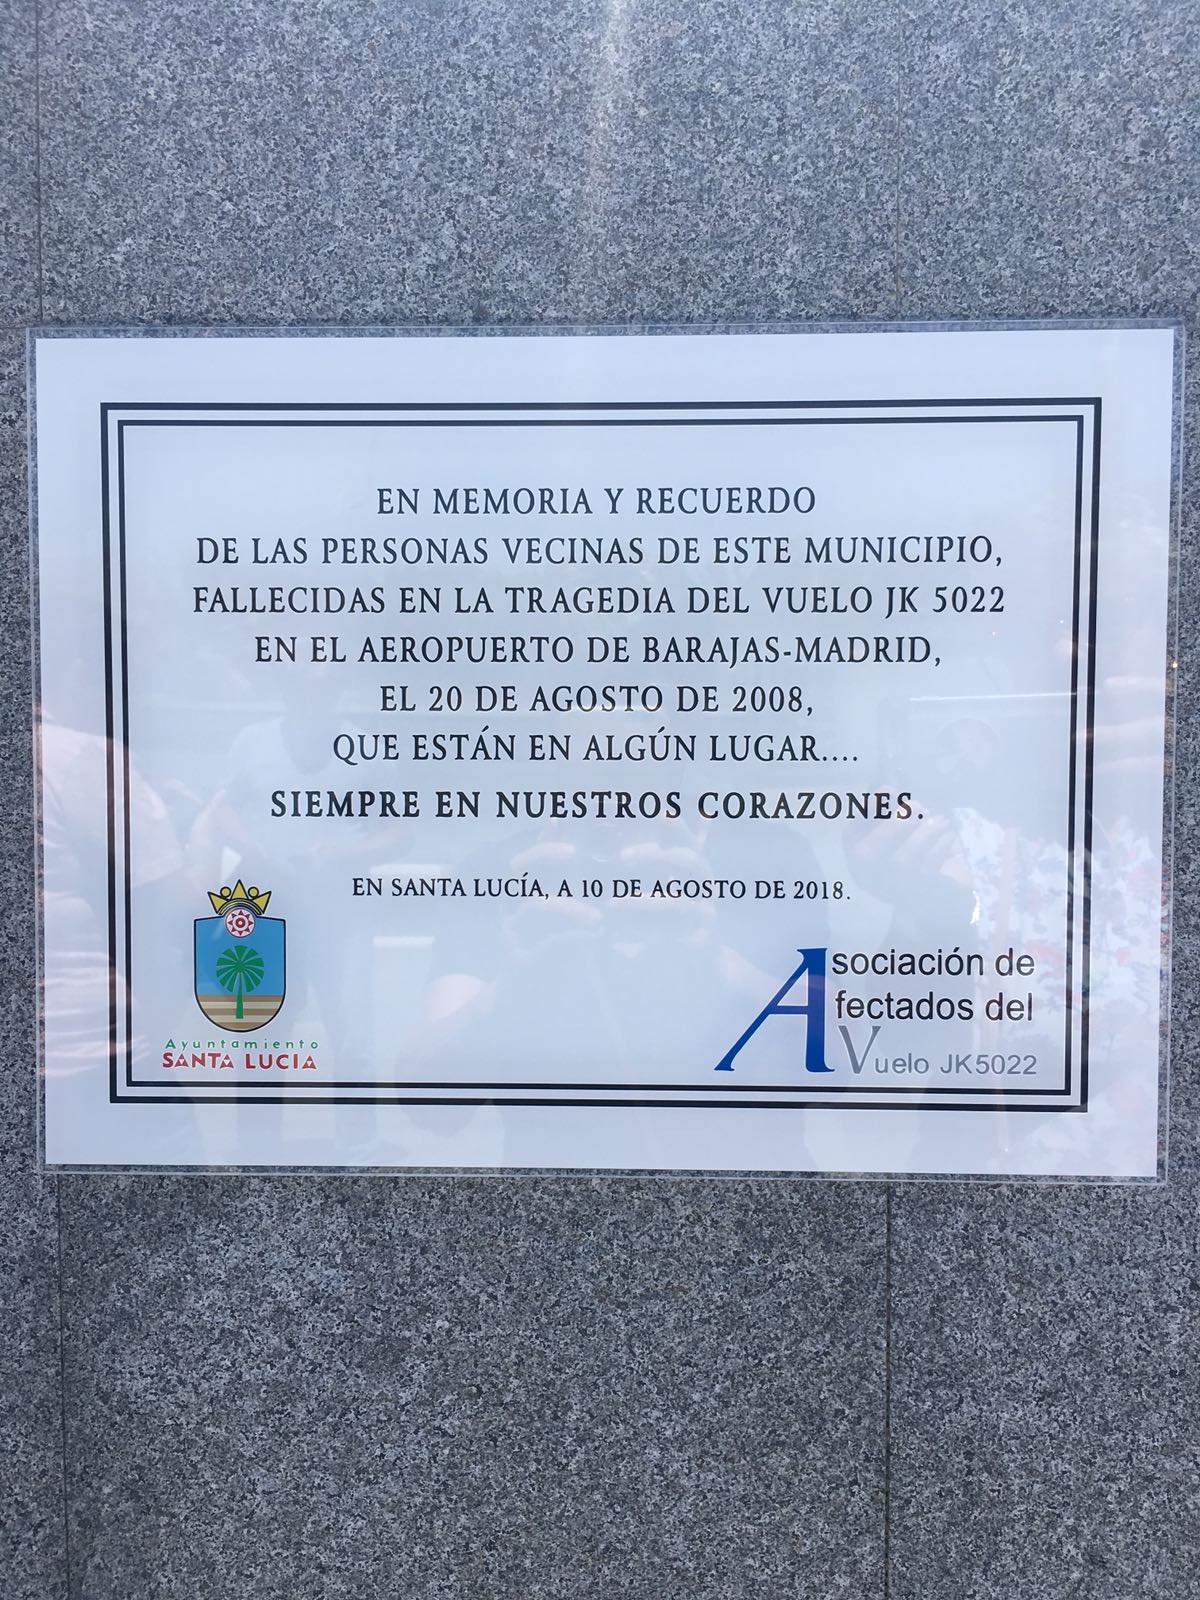 EN MEMORIA Y RECUERDO
DE LAS PERSONAS VECINAS DE ESTE MUNICIPIO,
FALLECIDAS EN LA TRAGEDIA DEL VUELO JK 5022
EN EL AEROPUERTO DE BARAJAS-MADRID,
EL 20 DE AGOSTO DE 2008,
QUE ESTÁN EN ALGÚN LUGAR....
SIEMPRE EN NUESTROS CORAZONES.
EN SANTA LUCÍA, A 10 DE AGOSTO DE 2018.
Ayuntamiento
SANTA LUCIA
Asociación de
Afectados del
Vuelo JK5022